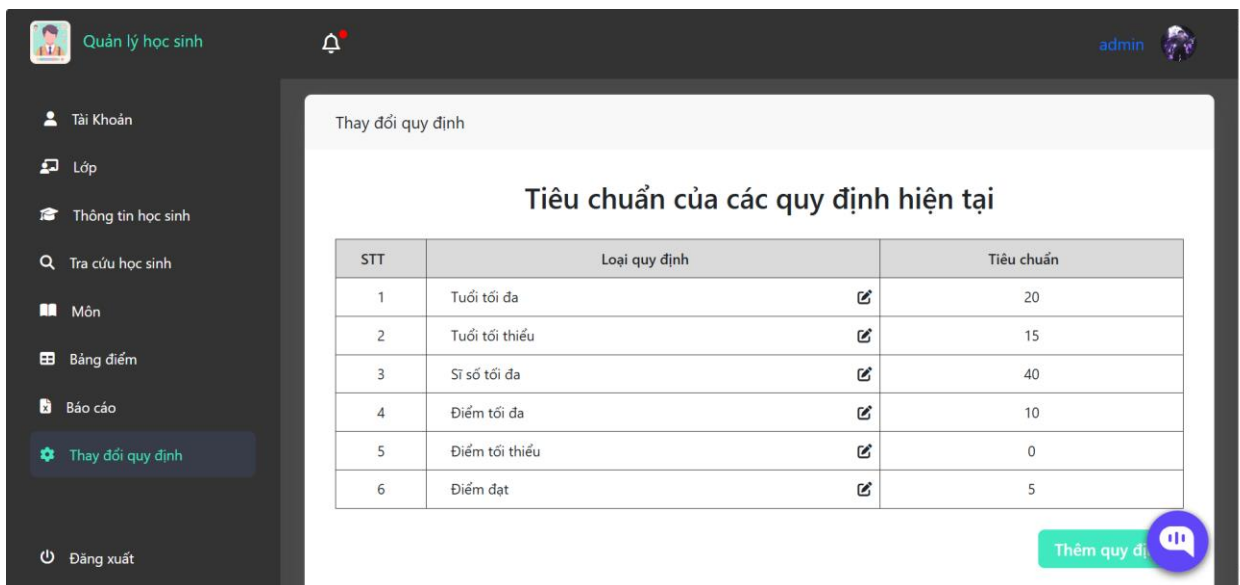 Quản lý học sinh
admin
Tài Khoản
Lớp
Thông tin học sinh
Tra cứu học sinh
Môn
Bảng điểm
Báo cáo
Thay đổi quy định
Đăng xuất
Thay đổi quy định
Tiêu chuẩn của các quy định hiện tại
STT Loại quy định Tiêu chuẩn
1 Tuổi tối đa 20
2 Tuổi tối thiểu 15
3 Sĩ số tối đa 40
4 Điểm tối đa 10
5 Điểm tối thiểu 0
6 Điểm đạt 5
Thêm quy